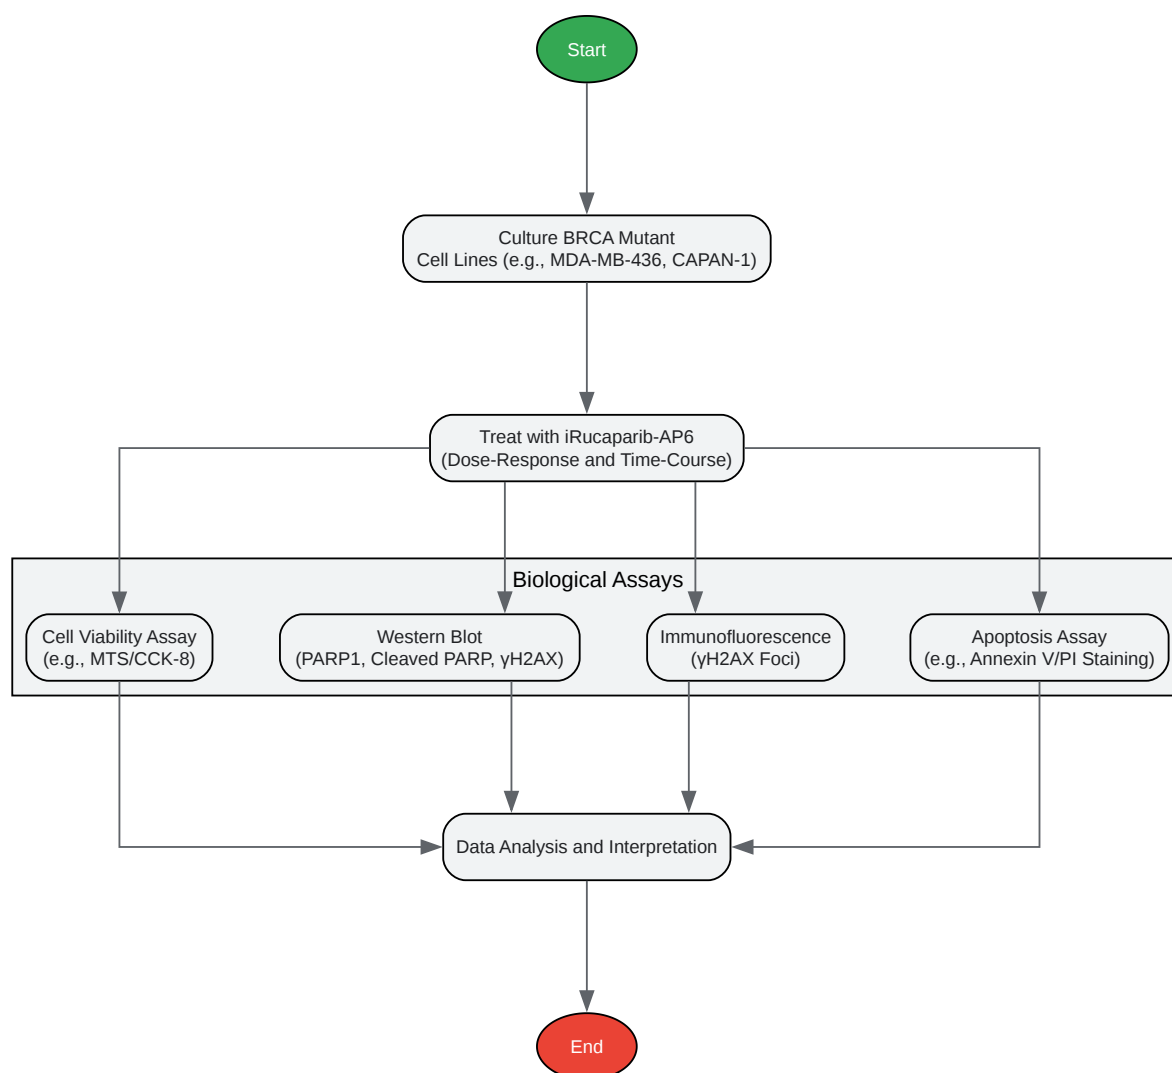 Start
Culture BRCA Mutant
Cell Lines (e.g., MDA-MB-436, CAPAN-1)
Treat with iRucaparib-AP6
(Dose-Response and Time-Course)
Biological Assays
Cell Viability Assay
(e.g., MTS/CCK-8)
Western Blot
(PARP1, Cleaved PARP, γH2AX)
Immunofluorescence
(γH2AX Foci)
Apoptosis Assay
(e.g., Annexin V/PI Staining)
Data Analysis and Interpretation
End